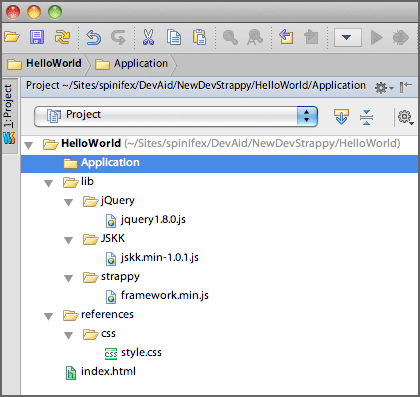 HelloWorld Application
Project ~/Sites/spinifex/DevAid/NewDevStrappy/HelloWorld/Application
1: Project
Project
HelloWorld (~/Sites/spinifex/DevAid/NewDevStrappy/HelloWorld)
Application
lib
jQuery
jquery1.8.0.js
JSKK
jskk.min-1.0.1.js
strappy
framework.min.js
references
css
style.css
index.html